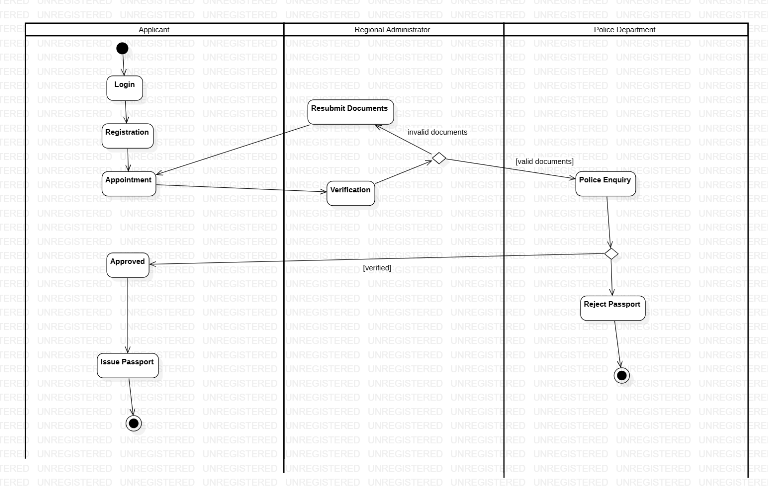 Applicant
Regional Administrator
Police Department
Login
Registration
Appointment
Resubmit Documents
invalid documents
Verification
[valid documents]
Police Enquiry
Approved
[verified]
Reject Passport
Issue Passport
UNREGISTERED